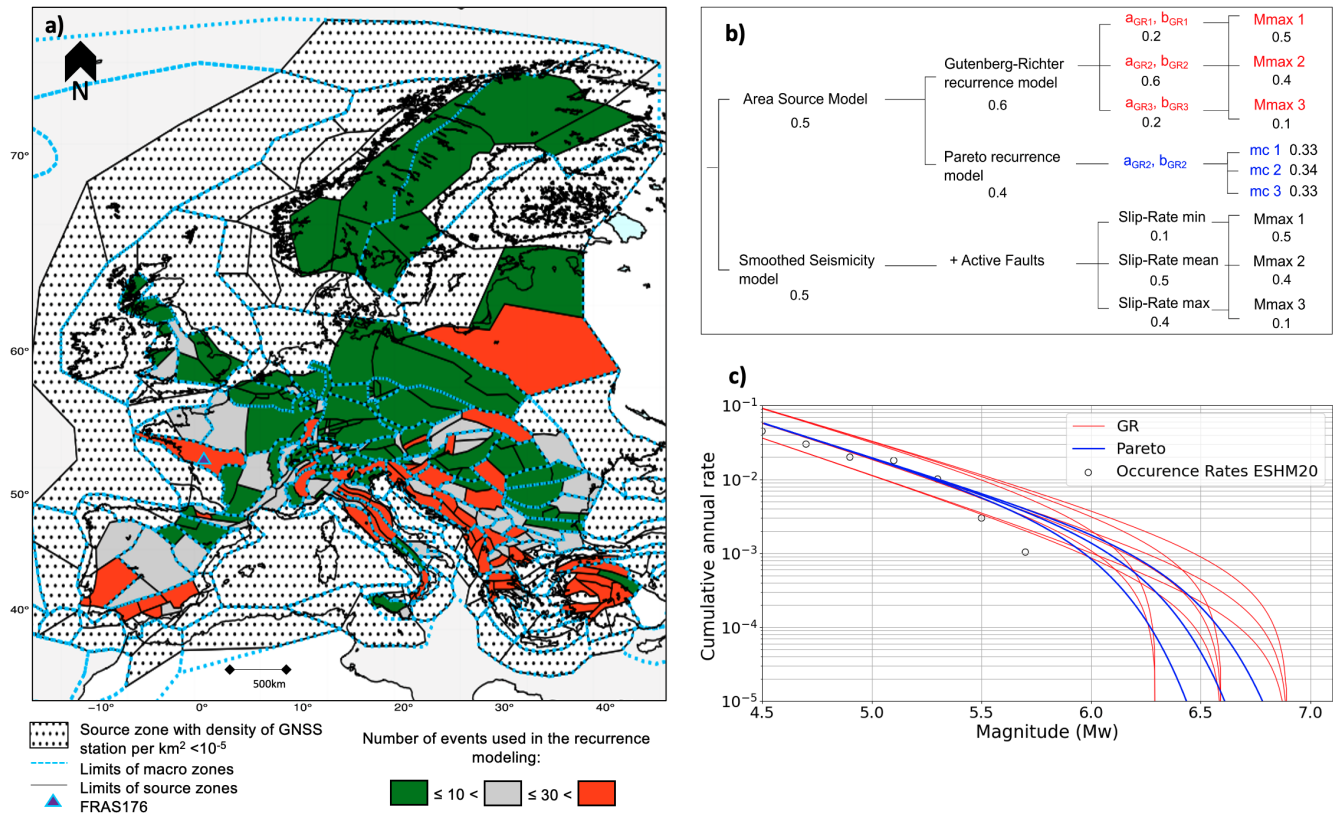 a)
N
70°
60°
50°
40°
500km
−10°
0°
10°
20°
30°
40°
Source zone with density of GNSS
station per km² <10⁻⁵
Limits of macro zones
Limits of source zones
FRAS176
Number of events used in the recurrence
modeling:
≤ 10 <
≤ 30 <
b)
Area Source Model
0.5
Gutenberg-Richter
recurrence model
0.6
Pareto recurrence
model
0.4
aGR1, bGR1
0.2
aGR2, bGR2
0.6
aGR3, bGR3
0.2
Mmax 1
0.5
Mmax 2
0.4
Mmax 3
0.1
aGR2, bGR2
mc 1 0.33
mc 2 0.34
mc 3 0.33
Smoothed Seismicity
model
0.5
+ Active Faults
Slip-Rate min
0.1
Slip-Rate mean
0.5
Slip-Rate max
0.4
Mmax 1
0.5
Mmax 2
0.4
Mmax 3
0.1
c)
Cumulative annual rate
10⁻¹
10⁻²
10⁻³
10⁻⁴
10⁻⁵
GR
Pareto
Occurence Rates ESHM20
4.5
5.0
5.5
6.0
6.5
7.0
Magnitude (Mw)